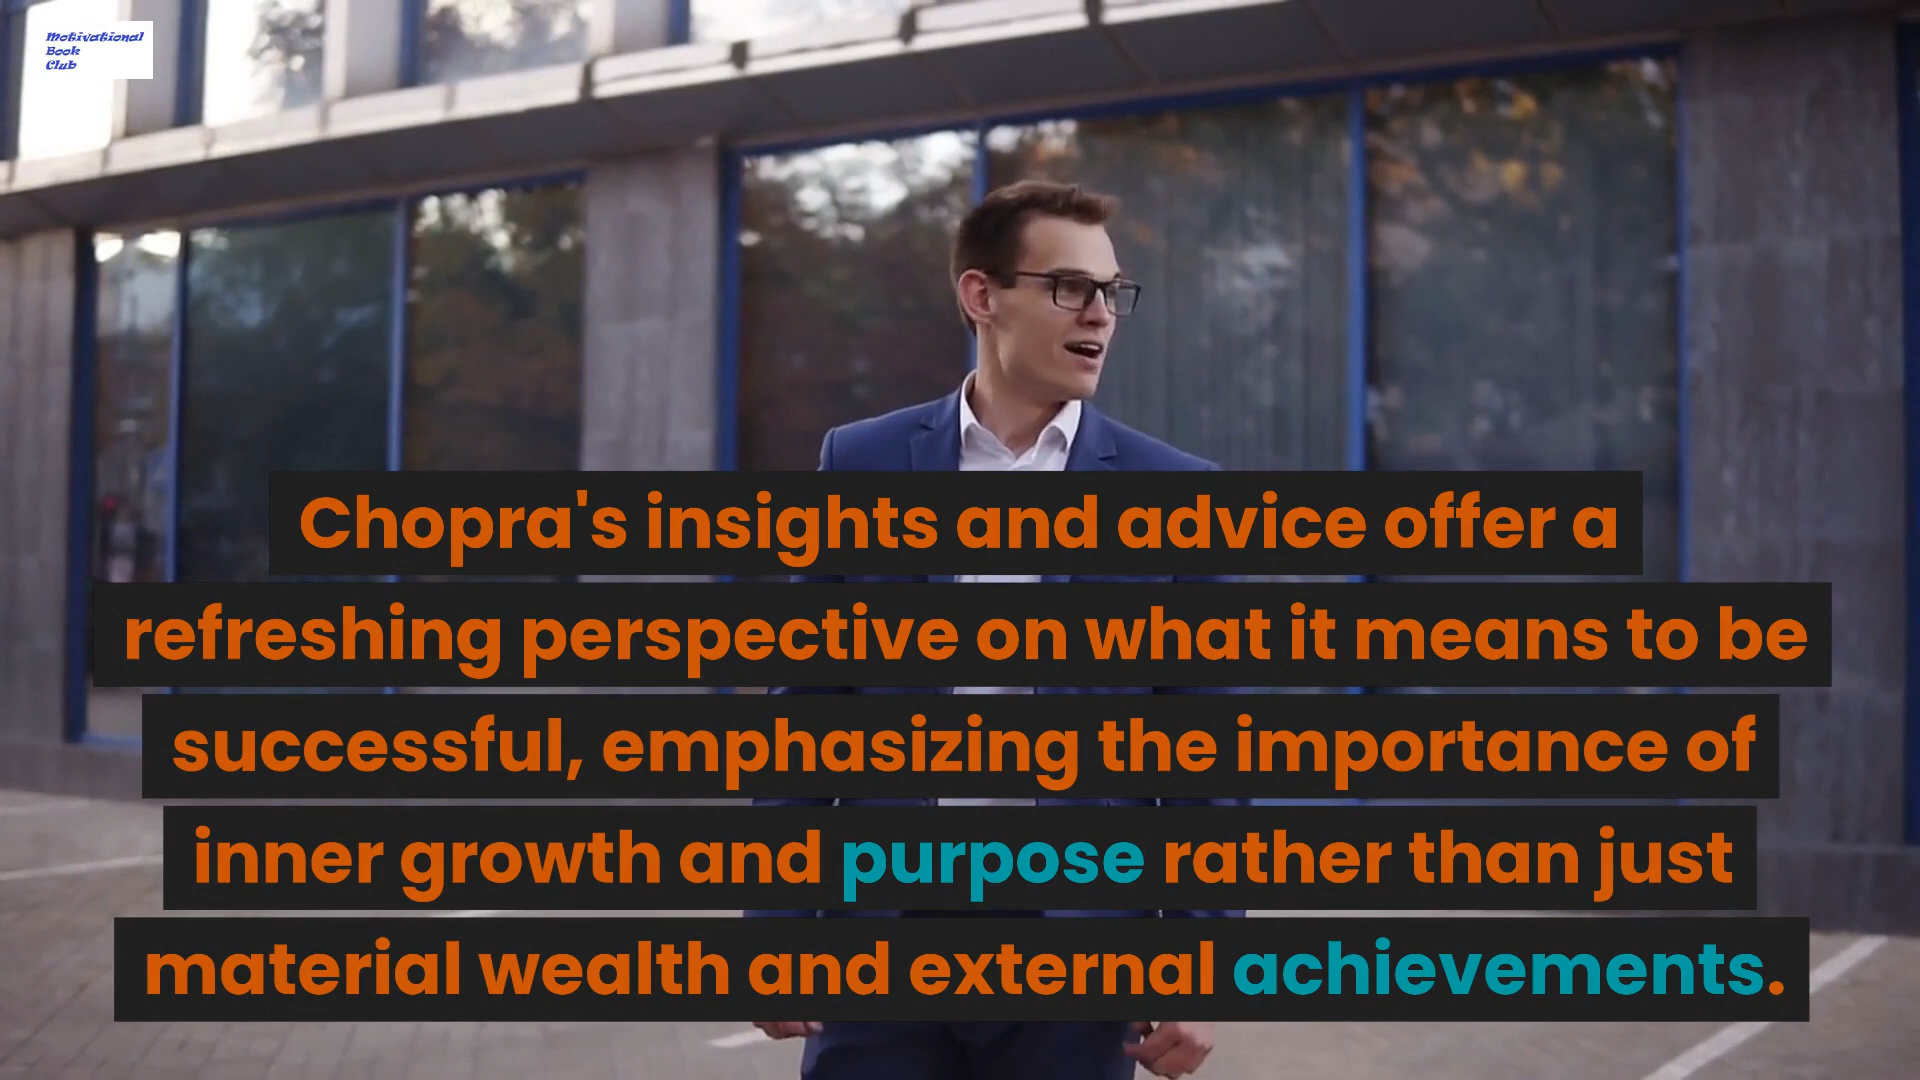 Motivational
Book
Club
Chopra's insights and advice offer a
refreshing perspective on what it means to be
successful, emphasizing the importance of
inner growth and purpose rather than just
material wealth and external achievements.